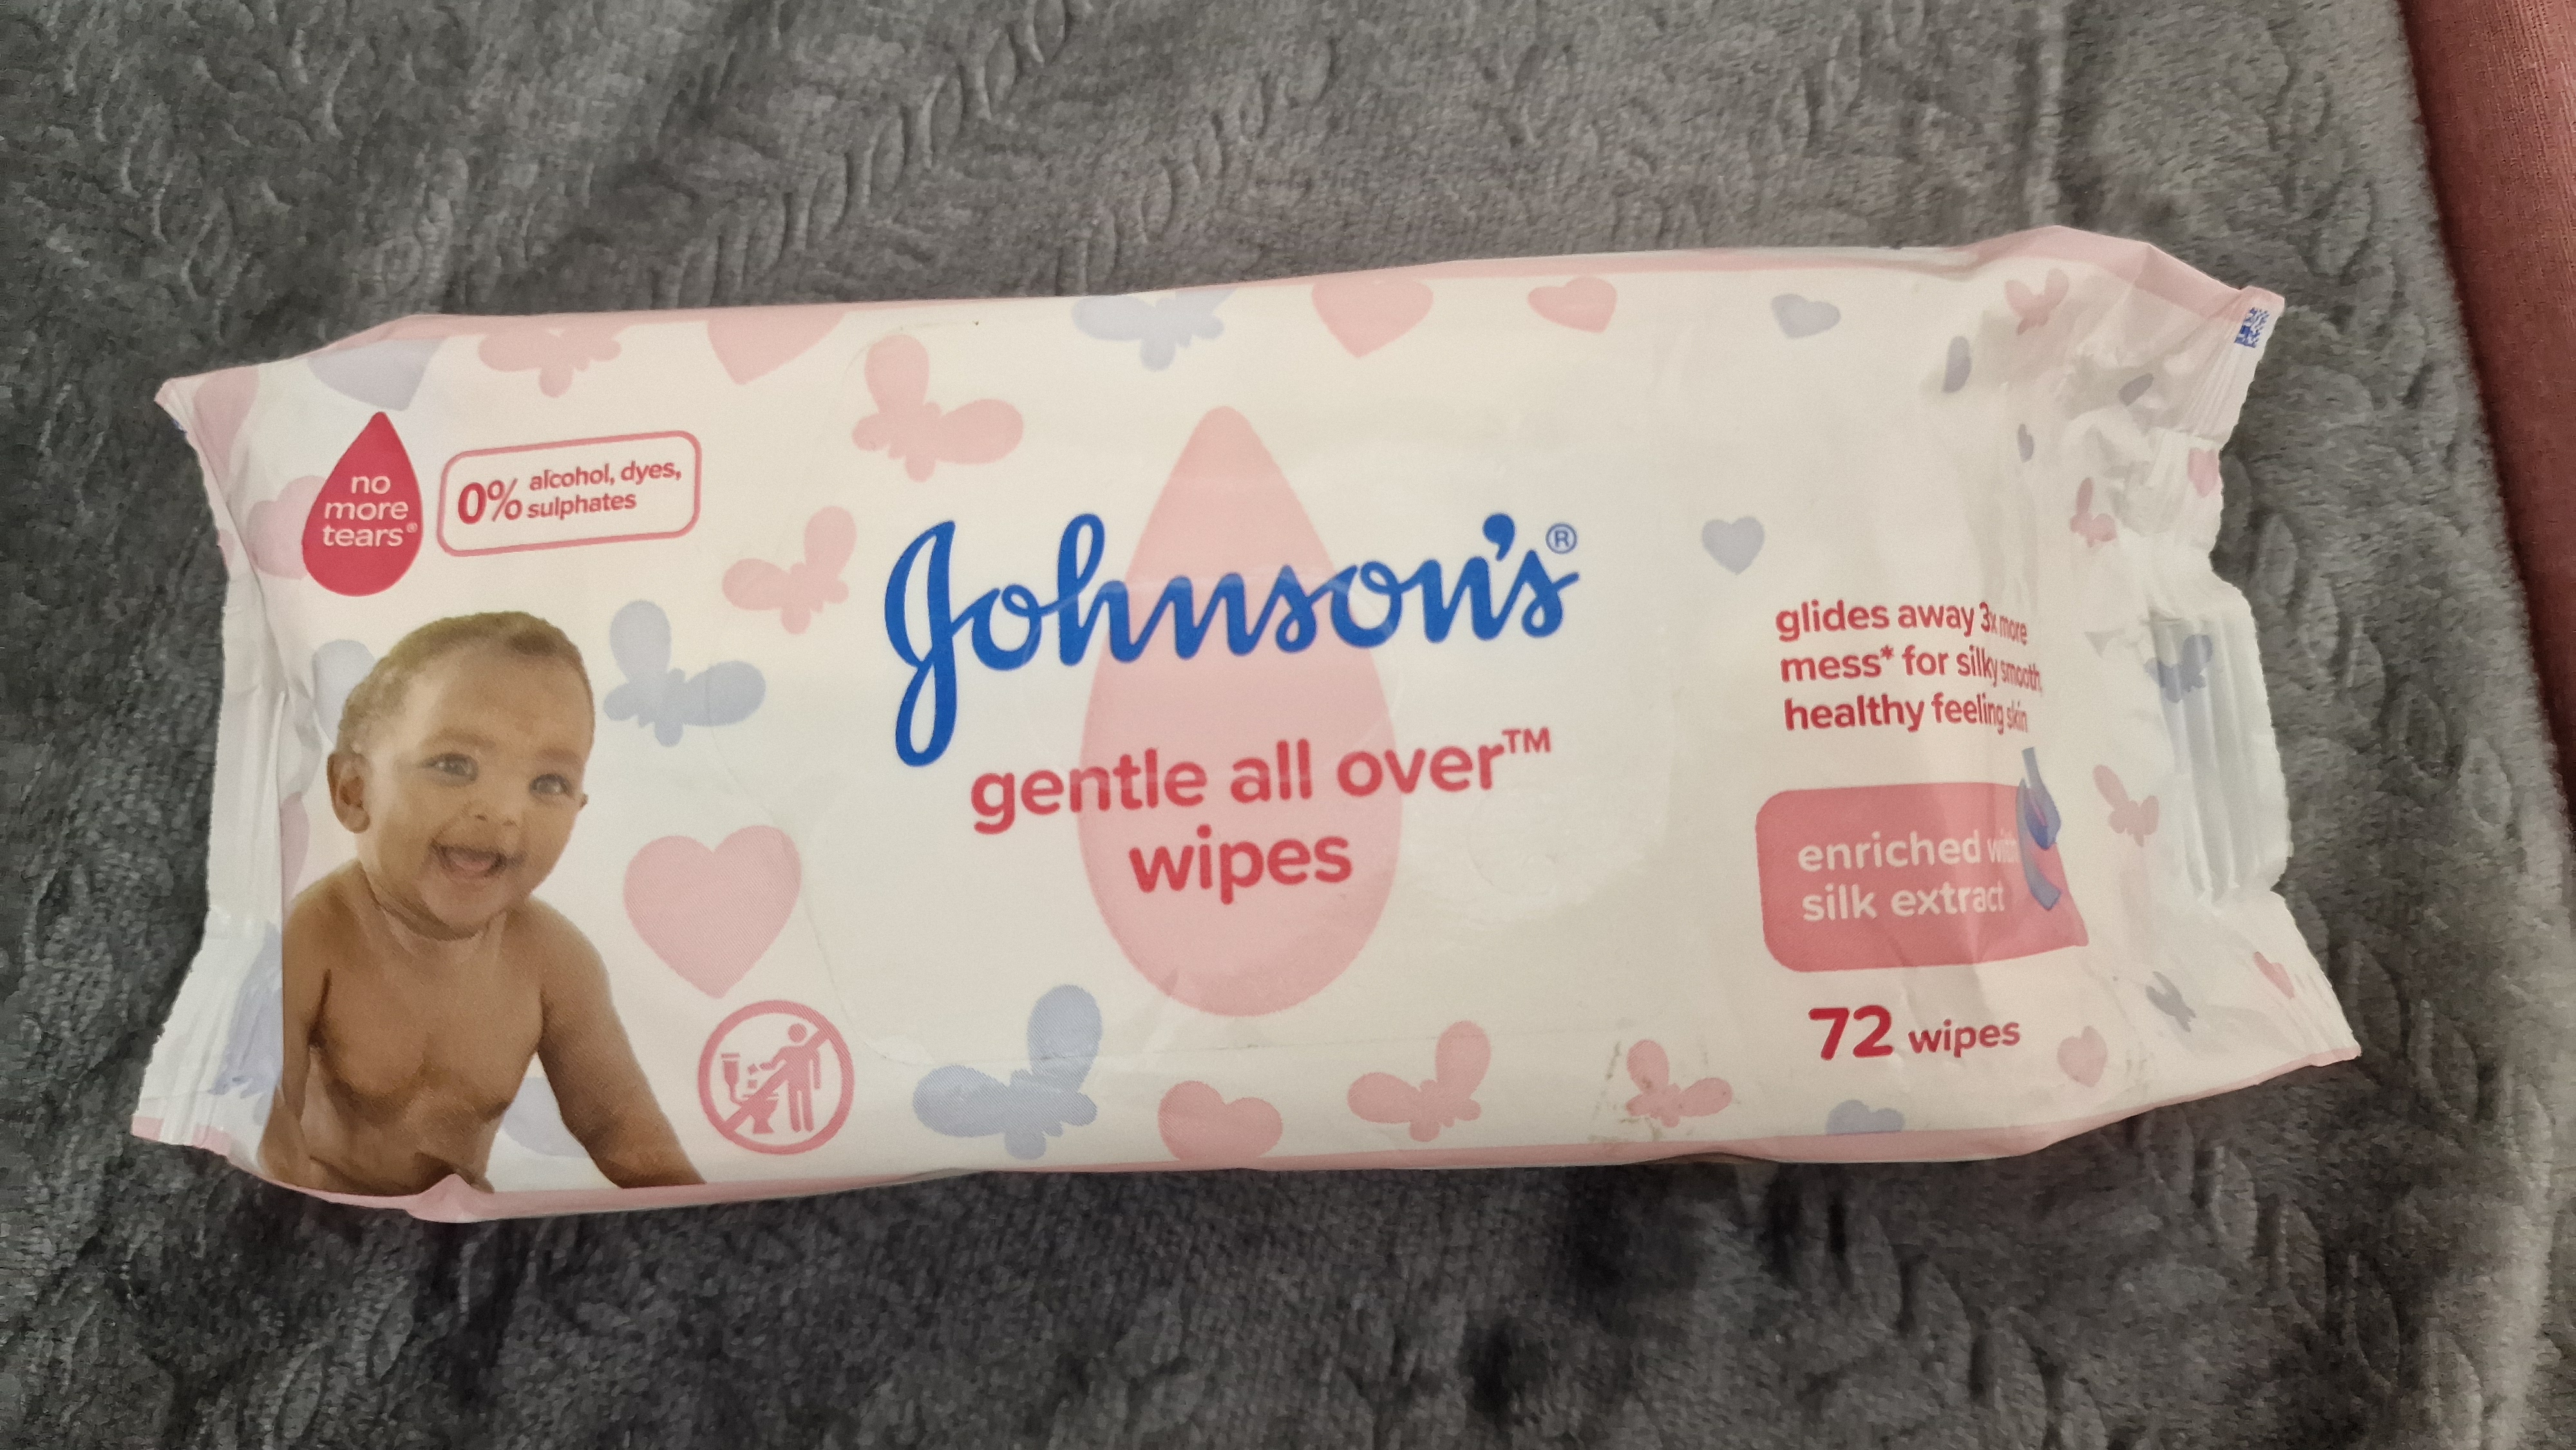 no
more
tears®
0% alcohol, dyes,
sulphates
Johnson's®
gentle all over™
wipes
glides away 3x more
mess* for silky smooth
healthy feeling skin
enriched with
silk extract
72 wipes